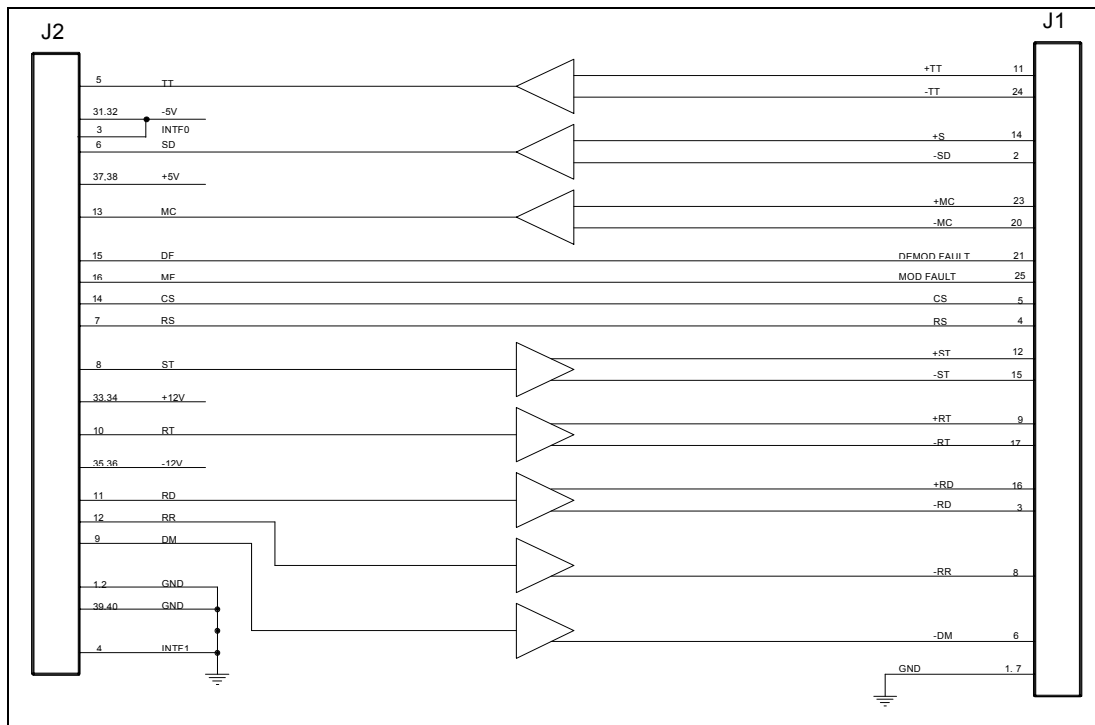 J2
J1
5 TT +TT 11
-TT 24
31.32 -5V
3 INTF0
6 SD +S 14
-SD 2
37,38 +5V
13 MC +MC 23
-MC 20
15 DF DEMOD FAULT 21
16 MF MOD FAULT 25
14 CS CS 5
7 RS RS 4
8 ST +ST 12
-ST 15
33.34 +12V
10 RT +RT 9
-RT 17
35.36 -12V
11 RD +RD 16
-RD 3
12 RR
9 DM
-RR 8
1.2 GND
39.40 GND
4 INTF1
-DM 6
GND 1. 7